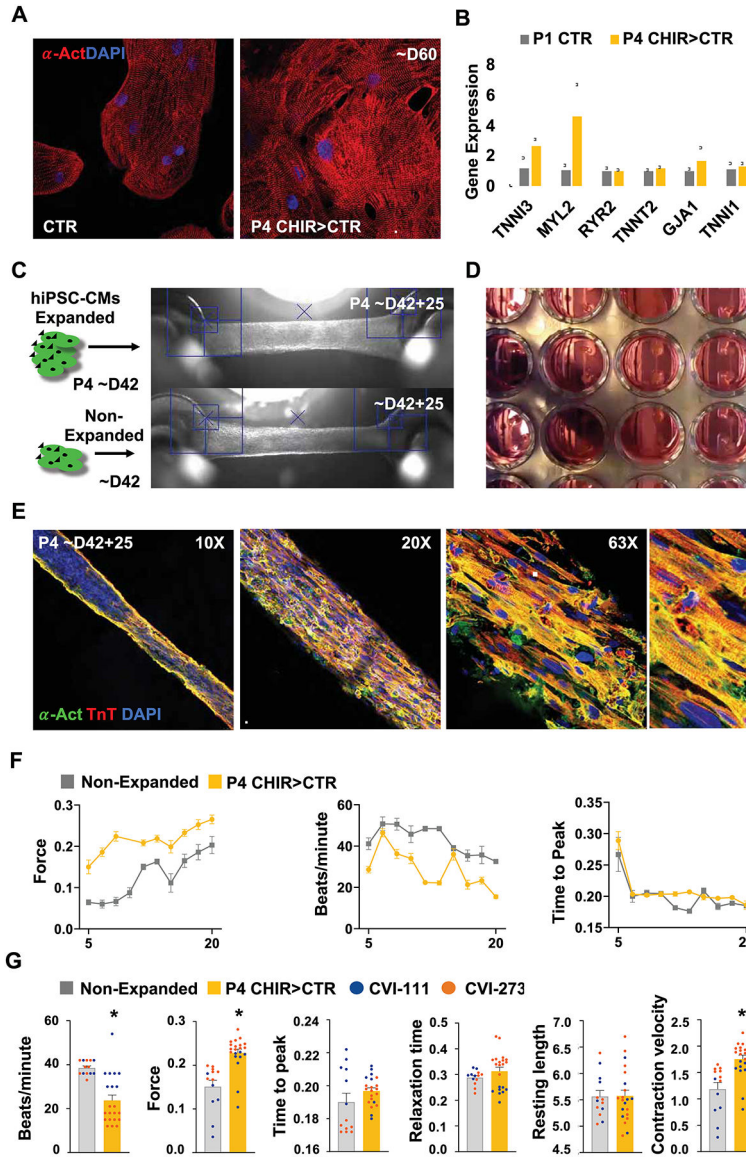 A
α-ActDAPI
~D60
CTR
P4 CHIR>CTR
B
P1 CTR
P4 CHIR>CTR
Gene Expression
8
6
4
2
0
TNNI3
MYL2
RYR2
TNNT2
GJA1
TNNI1
C
hiPSC-CMs
Expanded
P4 ~D42
P4 ~D42+25
Non-
Expanded
~D42
~D42+25
D
E
P4 ~D42+25
10X
20X
63X
α-Act TnT DAPI
F
Non-Expanded
P4 CHIR>CTR
Force
0.3
0.2
0.1
0.0
5
20
Beats/minute
60
40
20
0
5
20
Time to Peak
0.35
0.30
0.25
0.20
5
G
Non-Expanded
P4 CHIR>CTR
CVI-111
CVI-273
Beats/minute
60
40
20
0
*
Force
0.3
0.2
0.1
0
*
Time to peak
0.24
0.22
0.20
0.18
0.16
Relaxation time
0.5
0.4
0.3
0.2
0.1
0.0
Resting length
7.0
6.5
6.0
5.5
5.0
4.5
Contraction velocity
2.5
2.0
1.5
1.0
0.5
0
*